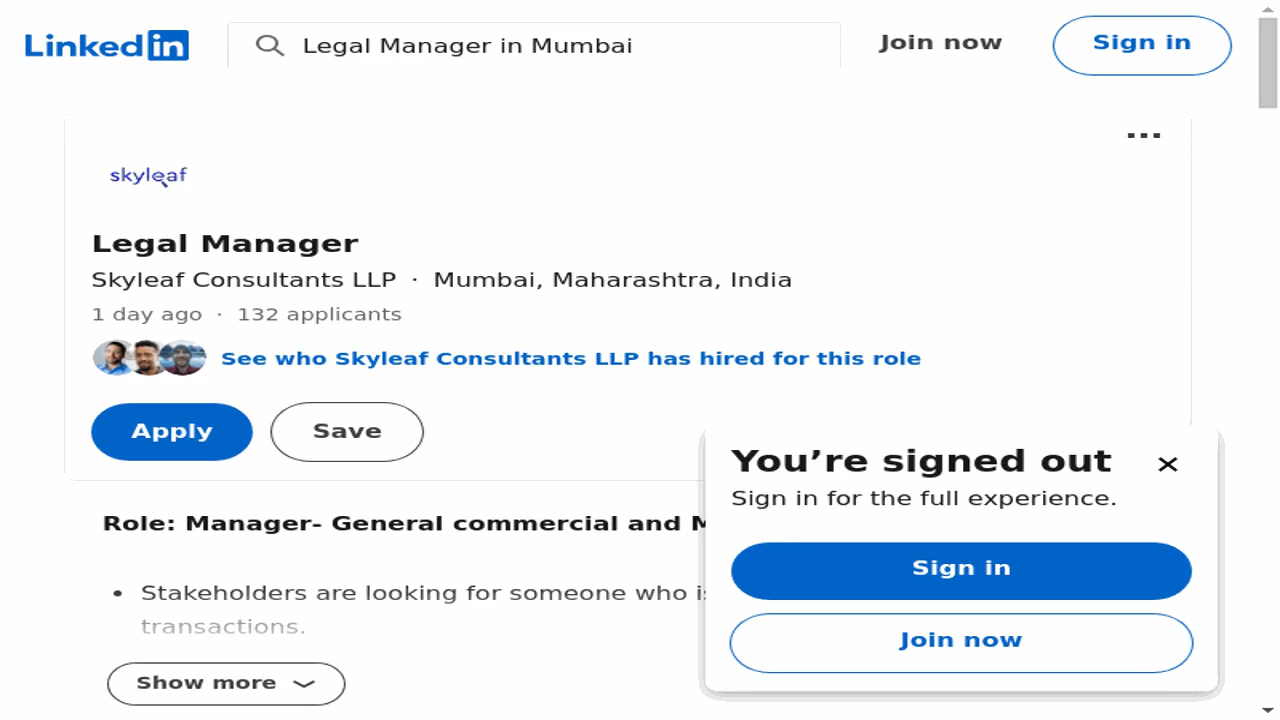 Linkedin
Legal Manager in Mumbai
Join now
Sign in
skyleaf
Legal Manager
Skyleaf Consultants LLP · Mumbai, Maharashtra, India
1 day ago · 132 applicants
See who Skyleaf Consultants LLP has hired for this role
Apply
Save
Role: Manager- General commercial and
Stakeholders are looking for someone who
transactions.
Show more
You’re signed out
Sign in for the full experience.
Sign in
Join now